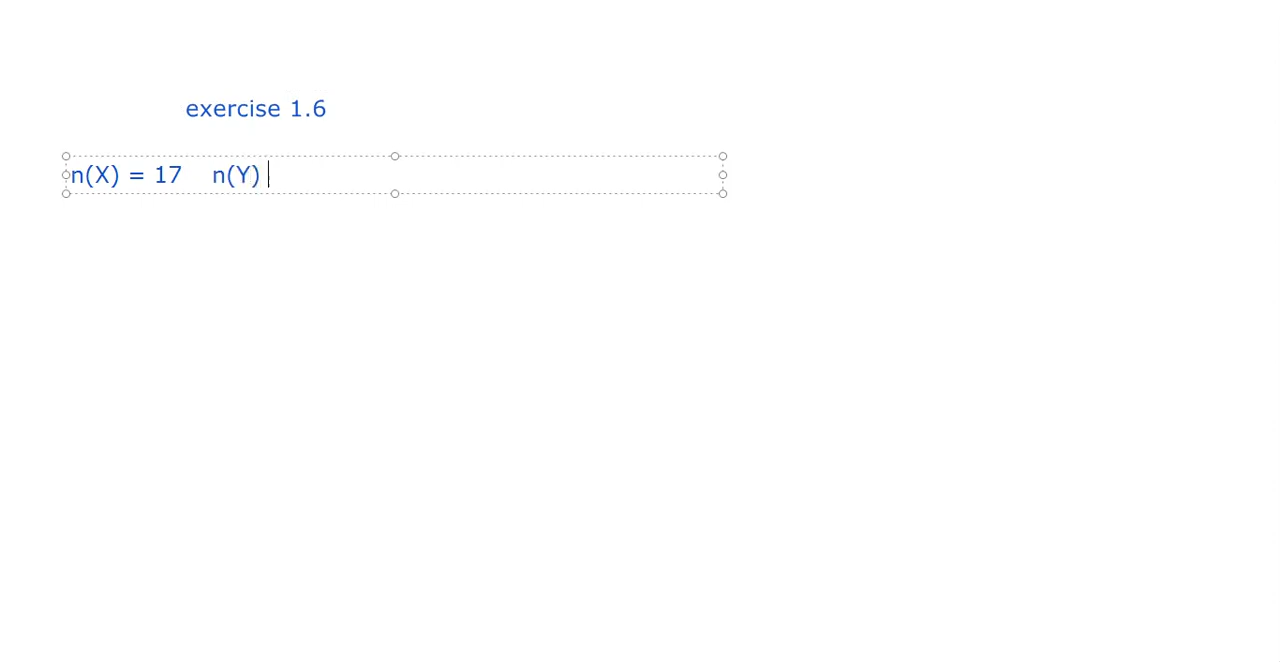 exercise 1.6
n(X) = 17 n(Y)